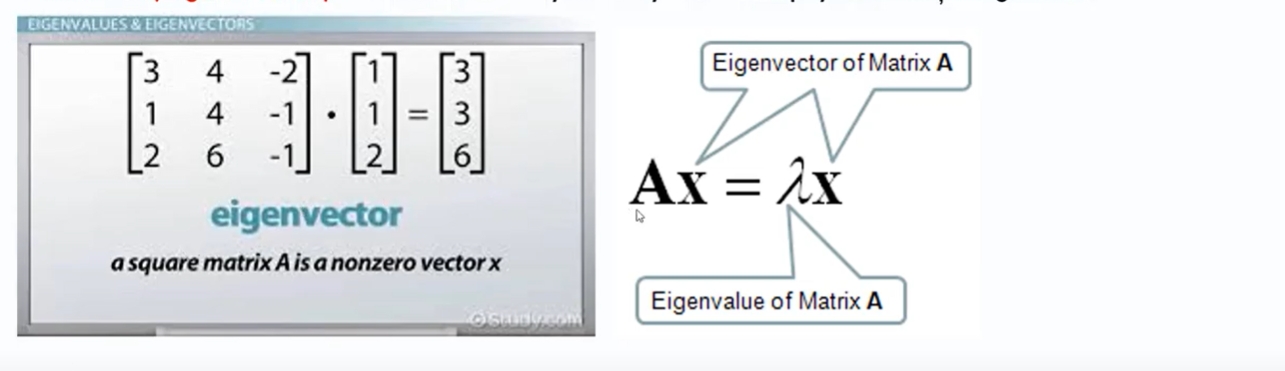 EIGENVALUES & EIGENVECTORS
[3 4 -2] [1] [3]
[1 4 -1] • [1] = [3]
[2 6 -1] [2] [6]
eigenvector
a square matrix A is a nonzero vector x
Study.com
Eigenvector of Matrix A
Ax = λx
Eigenvalue of Matrix A